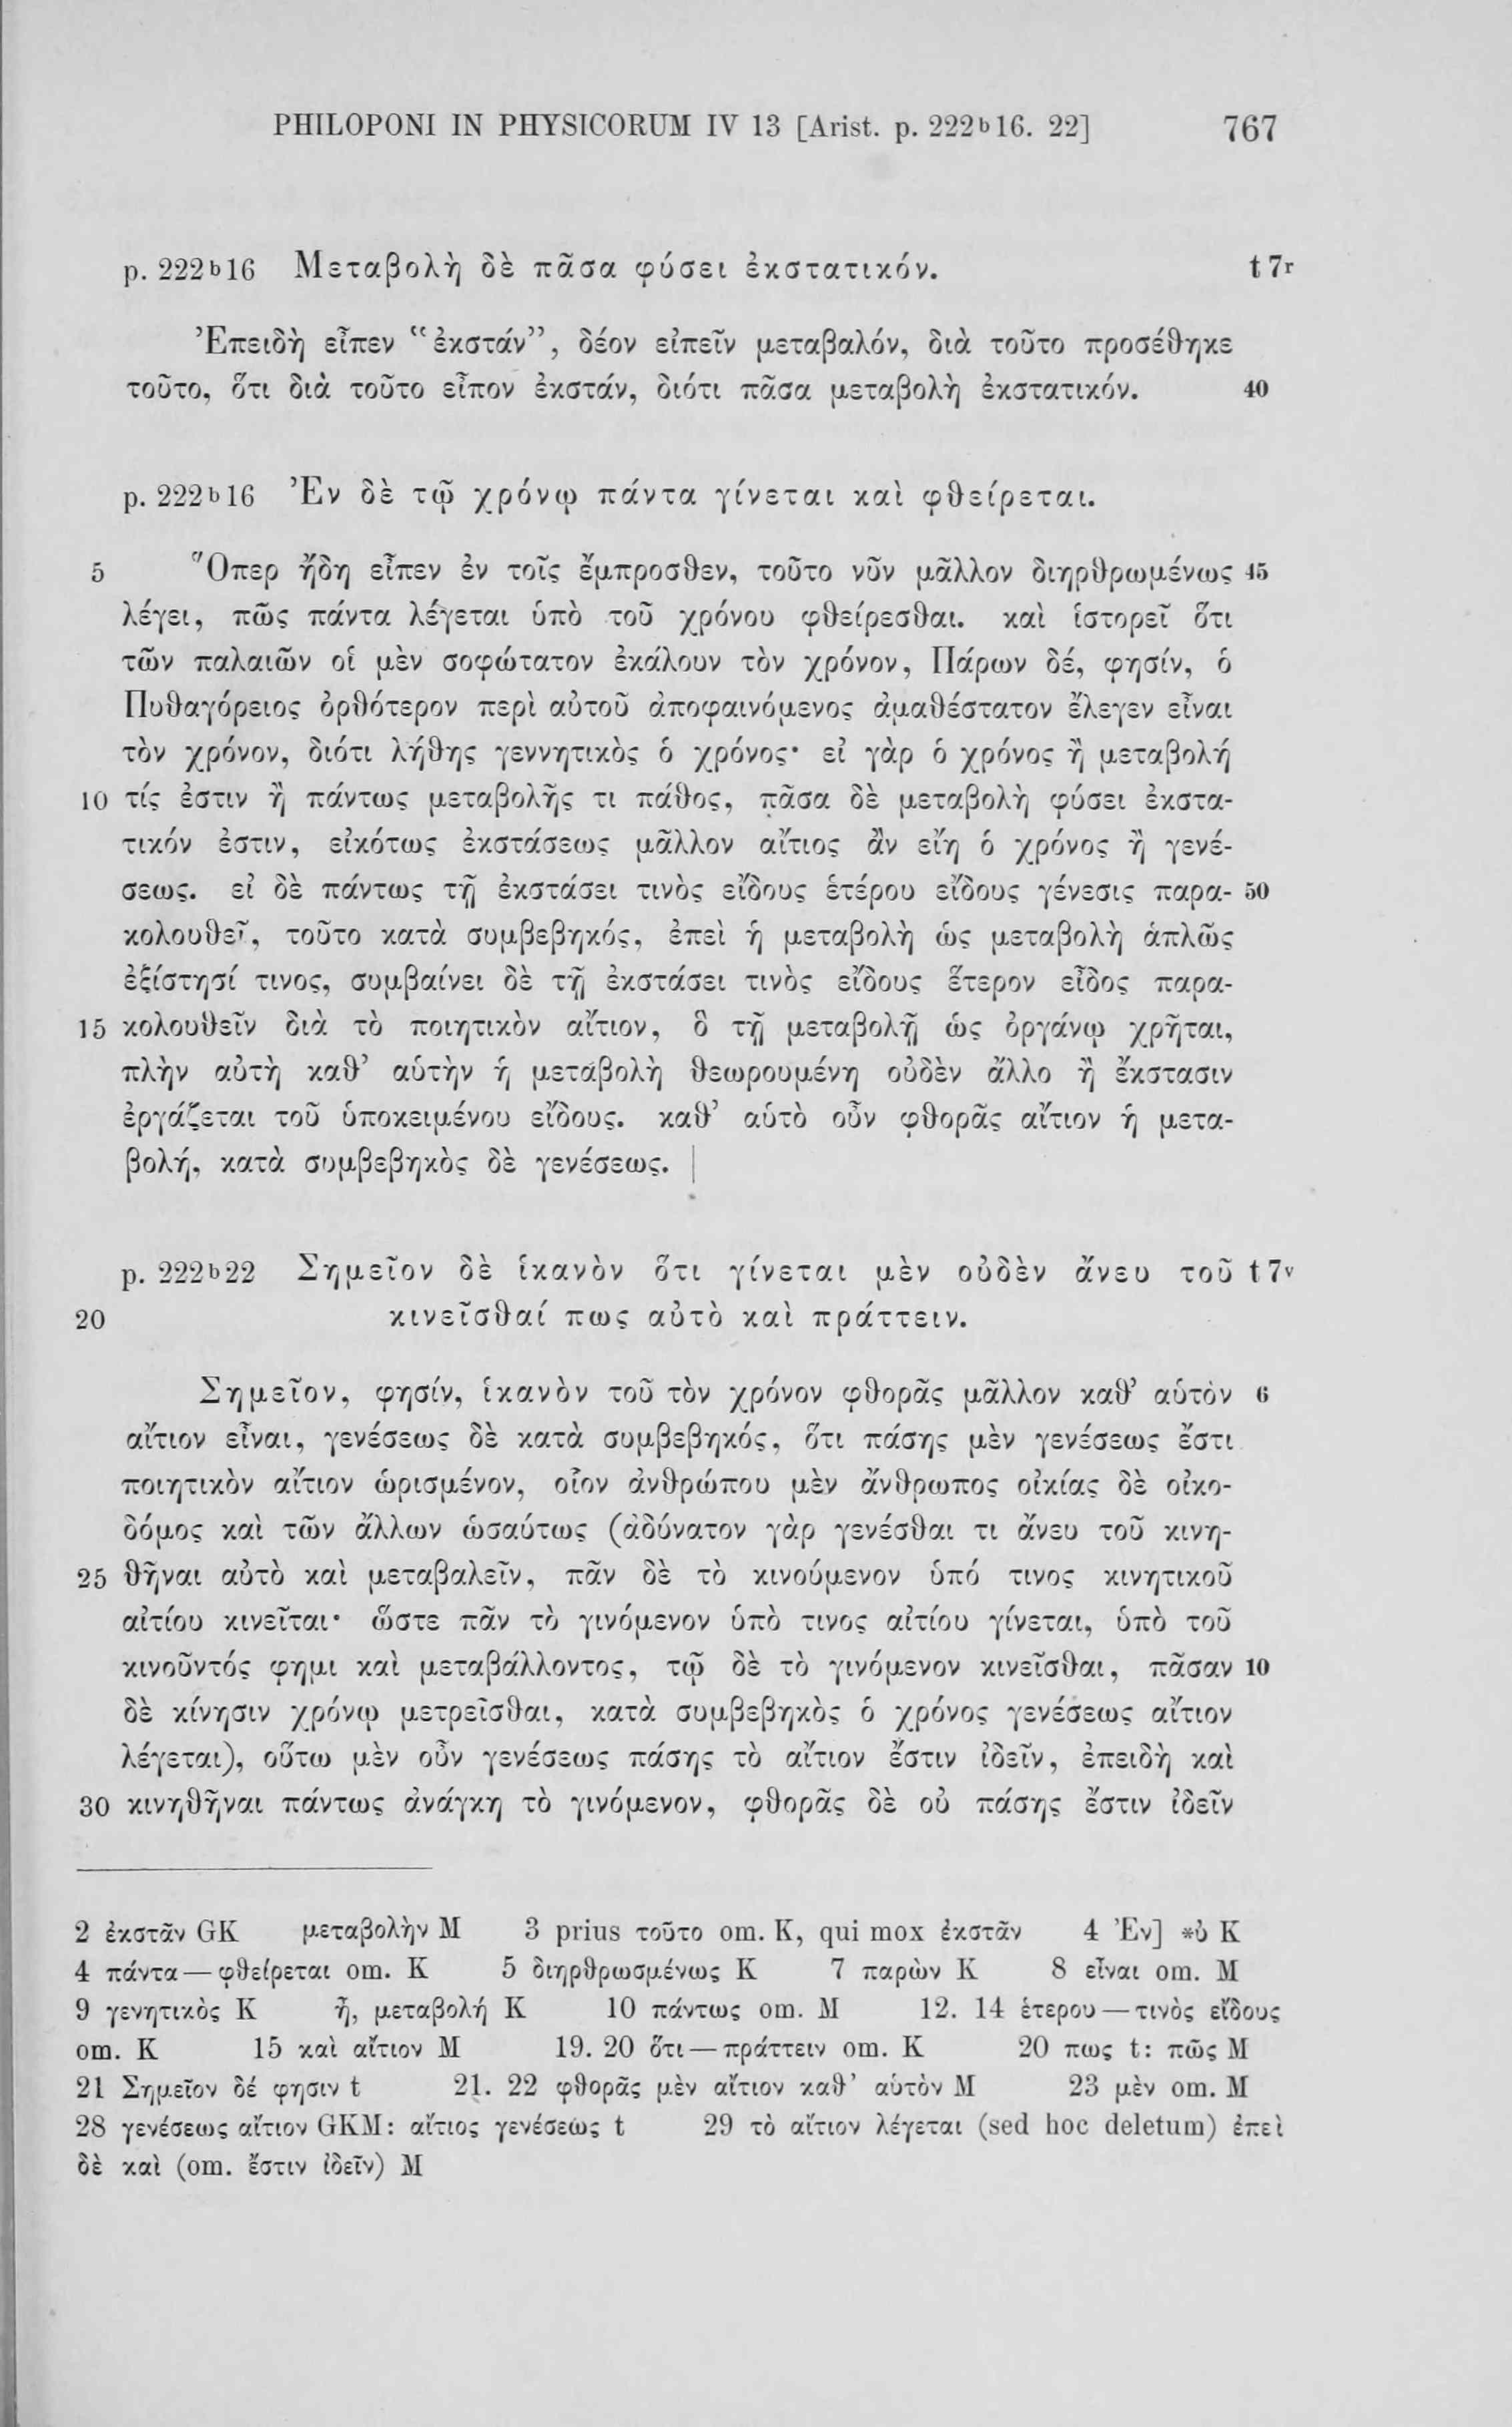 PHILOPONI IN PHYSICORUM IV 13 [Arist. p. 222b16. 22] 767
p. 222b16 Μεταβολὴ δὲ πᾶσα φύσει ἐκστατικόν. t 7r
Ἐπειδὴ εἶπεν “ἐκστάν”, δέον εἰπεῖν μεταβαλόν, διὰ τοῦτο προσέθηκε
τοῦτο, ὅτι διὰ τοῦτο εἶπον ἐκστάν, διότι πᾶσα μεταβολὴ ἐκστατικόν. 40
p. 222b16 Ἐν δὲ τῷ χρόνῳ πάντα γίνεται καὶ φθείρεται.
5 Ὅπερ ἤδη εἶπεν ἐν τοῖς ἔμπροσθεν, τοῦτο νῦν μᾶλλον διηρθρωμένως 45
λέγει, πῶς πάντα λέγεται ὑπὸ τοῦ χρόνου φθείρεσθαι. καὶ ἱστορεῖ ὅτι
τῶν παλαιῶν οἱ μὲν σοφώτατον ἐκάλουν τὸν χρόνον, Πάρων δέ, φησίν, ὁ
Πυθαγόρειος ὀρθότερον περὶ αὐτοῦ ἀποφαινόμενος ἀμαθέστατον ἔλεγεν εἶναι
τὸν χρόνον, διότι λήθης γεννητικὸς ὁ χρόνος· εἰ γὰρ ὁ χρόνος ἢ μεταβολή
10 τίς ἐστιν ἢ πάντως μεταβολῆς τι πάθος, πᾶσα δὲ μεταβολὴ φύσει ἐκστα-
τικόν ἐστιν, εἰκότως ἐκστάσεως μᾶλλον αἴτιος ἂν εἴη ὁ χρόνος ἢ γενέ-
σεως. εἰ δὲ πάντως τῇ ἐκστάσει τινὸς εἴδους ἑτέρου εἴδους γένεσις παρα- 50
κολουθεῖ, τοῦτο κατὰ συμβεβηκός, ἐπεὶ ἡ μεταβολὴ ὡς μεταβολὴ ἁπλῶς
ἐξίστησί τινος, συμβαίνει δὲ τῇ ἐκστάσει τινὸς εἴδους ἕτερον εἶδος παρα-
15 κολουθεῖν διὰ τὸ ποιητικὸν αἴτιον, ὃ τῇ μεταβολῇ ὡς ὀργάνῳ χρῆται,
πλὴν αὐτὴ καθ’ αὑτὴν ἡ μεταβολὴ θεωρουμένη οὐδὲν ἄλλο ἢ ἔκστασιν
ἐργάζεται τοῦ ὑποκειμένου εἴδους. καθ’ αὑτὸ οὖν φθορᾶς αἴτιον ἡ μετα-
βολή, κατὰ συμβεβηκὸς δὲ γενέσεως. |
p. 222b22 Σημεῖον δὲ ἱκανὸν ὅτι γίνεται μὲν οὐδὲν ἄνευ τοῦ t 7v
20 κινεῖσθαί πως αὐτὸ καὶ πράττειν.
Σημεῖον, φησίν, ἱκανὸν τοῦ τὸν χρόνον φθορᾶς μᾶλλον καθ’ αὑτὸν 6
αἴτιον εἶναι, γενέσεως δὲ κατὰ συμβεβηκός, ὅτι πάσης μὲν γενέσεως ἔστι
ποιητικὸν αἴτιον ὡρισμένον, οἷον ἀνθρώπου μὲν ἄνθρωπος οἰκίας δὲ οἰκο-
δόμος καὶ τῶν ἄλλων ὡσαύτως (ἀδύνατον γὰρ γενέσθαι τι ἄνευ τοῦ κινη-
25 θῆναι αὐτὸ καὶ μεταβαλεῖν, πᾶν δὲ τὸ κινούμενον ὑπό τινος κινητικοῦ
αἰτίου κινεῖται· ὥστε πᾶν τὸ γινόμενον ὑπὸ τινος αἰτίου γίνεται, ὑπὸ τοῦ
κινοῦντός φημι καὶ μεταβάλλοντος, τῷ δὲ τὸ γινόμενον κινεῖσθαι, πᾶσαν 10
δὲ κίνησιν χρόνῳ μετρεῖσθαι, κατὰ συμβεβηκὸς ὁ χρόνος γενέσεως αἴτιον
λέγεται), οὕτω μὲν οὖν γενέσεως πάσης τὸ αἴτιον ἔστιν ἰδεῖν, ἐπειδὴ καὶ
30 κινηθῆναι πάντως ἀνάγκη τὸ γινόμενον, φθορᾶς δὲ οὐ πάσης ἔστιν ἰδεῖν
2 ἐκστᾶν GK μεταβολὴν M 3 prius τοῦτο om. K, qui mox ἐκστᾶν 4 Ἐν] *ὐ K
4 πάντα — φθείρεται om. K 5 διηρθρωσμένως K 7 παρὼν K 8 εἶναι om. M
9 γενητικὸς K ἦ, μεταβολή K 10 πάντως om. M 12. 14 ἑτερου — τινὸς εἴδους
om. K 15 καὶ αἴτιον M 19. 20 ὅτι — πράττειν om. K 20 πως t: πῶς M
21 Σημεῖον δέ φησιν t 21. 22 φθορᾶς μὲν αἴτιον καθ’ αὑτὸν M 23 μὲν om. M
28 γενέσεως αἴτιον GKM: αἴτιος γενέσεως t 29 τὸ αἴτιον λέγεται (sed hoc deletum) ἐπεὶ
δὲ καὶ (om. ἔστιν ἰδεῖν) M